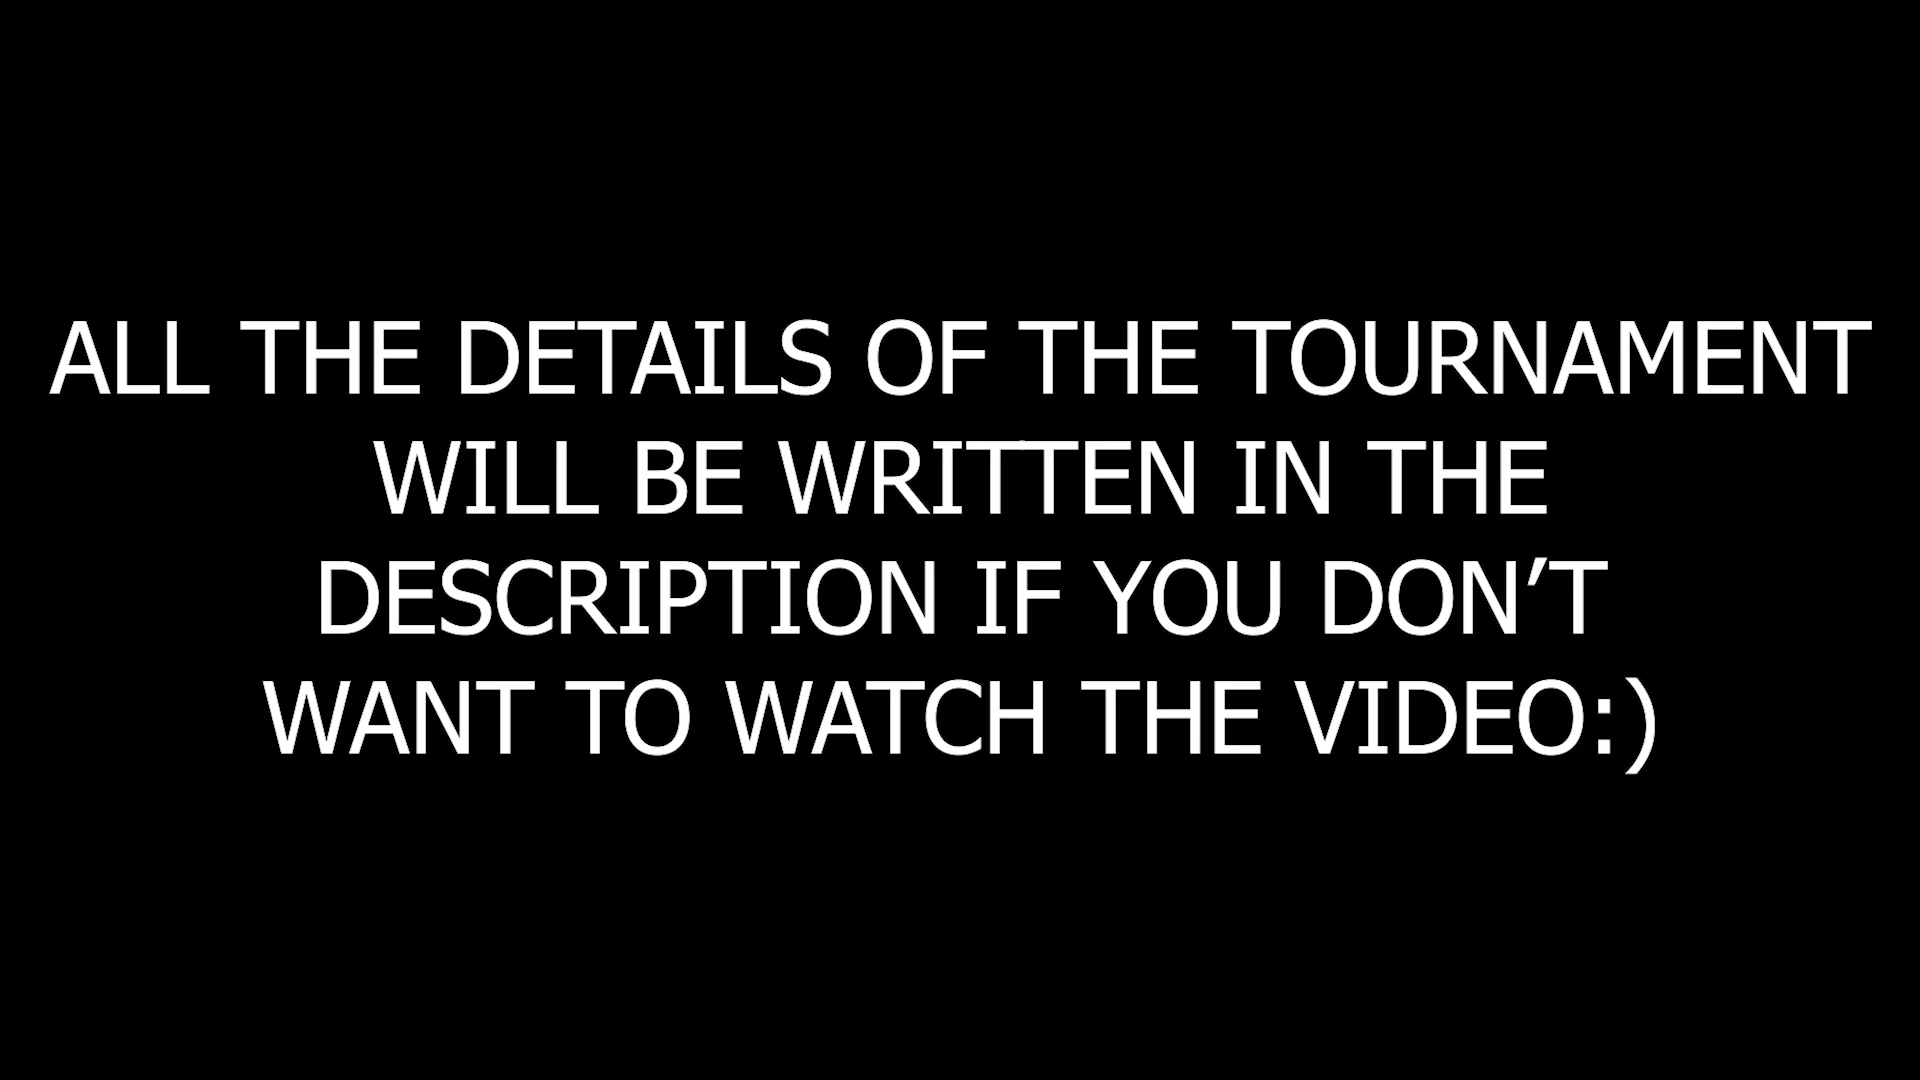 ALL THE DETAILS OF THE TOURNAMENT
WILL BE WRITTEN IN THE
DESCRIPTION IF YOU DON’T
WANT TO WATCH THE VIDEO:)